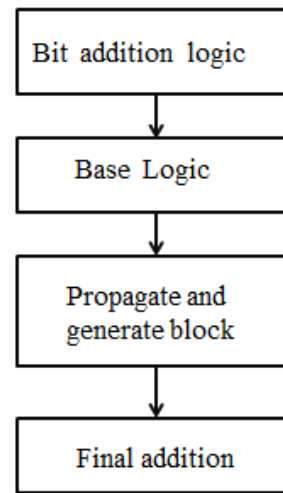 Bit addition logic
Base Logic
Propagate and
generate block
Final addition